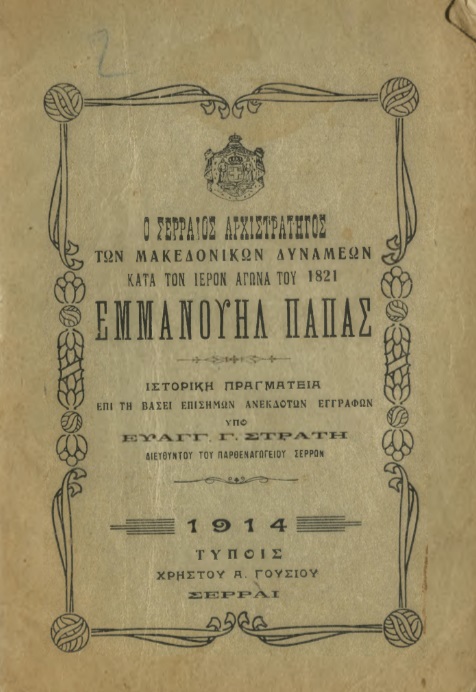 2
Ο ΣΕΡΡΑΙΟΣ ΑΡΧΙΣΤΡΑΤΗΓΟΣ
ΤΩΝ ΜΑΚΕΔΟΝΙΚΩΝ ΔΥΝΑΜΕΩΝ
ΚΑΤΑ ΤΟΝ ΙΕΡΟΝ ΑΓΩΝΑ ΤΟΥ 1821
ΕΜΜΑΝΟΥΗΛ ΠΑΠΑΣ
ΙΣΤΟΡΙΚΗ ΠΡΑΓΜΑΤΕΙΑ
ΕΠΙ ΤΗ ΒΑΣΕΙ ΕΠΙΣΗΜΩΝ ΑΝΕΚΔΟΤΩΝ ΕΓΓΡΑΦΩΝ
ΥΠΟ
ΕΥΑΓΓ. Γ. ΣΤΡΑΤΗ
ΔΙΕΥΘΥΝΤΟΥ ΤΟΥ ΠΑΡΘΕΝΑΓΩΓΕΙΟΥ ΣΕΡΡΩΝ
1914
ΤΥΠΟΙΣ
ΧΡΗΣΤΟΥ Α. ΓΟΥΣΙΟΥ
ΣΕΡΡΑΙ